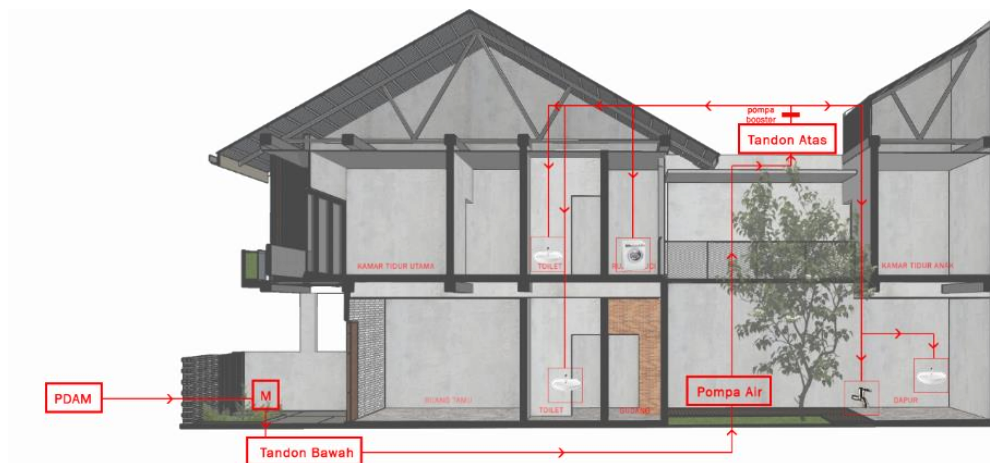 pompa
booster
Tandon Atas
KAMAR TIDUR UTAMA
TOILET
KAMAR TIDUR ANAK
PDAM
M
RUANG TAMU
TOILET
GUDANG
Pompa Air
DAPUR
Tandon Bawah